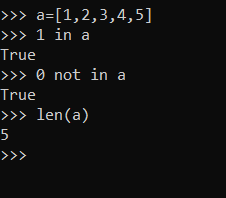 >>> a=[1,2,3,4,5]
>>> 1 in a
True
>>> 0 not in a
True
>>> len(a)
5
>>>